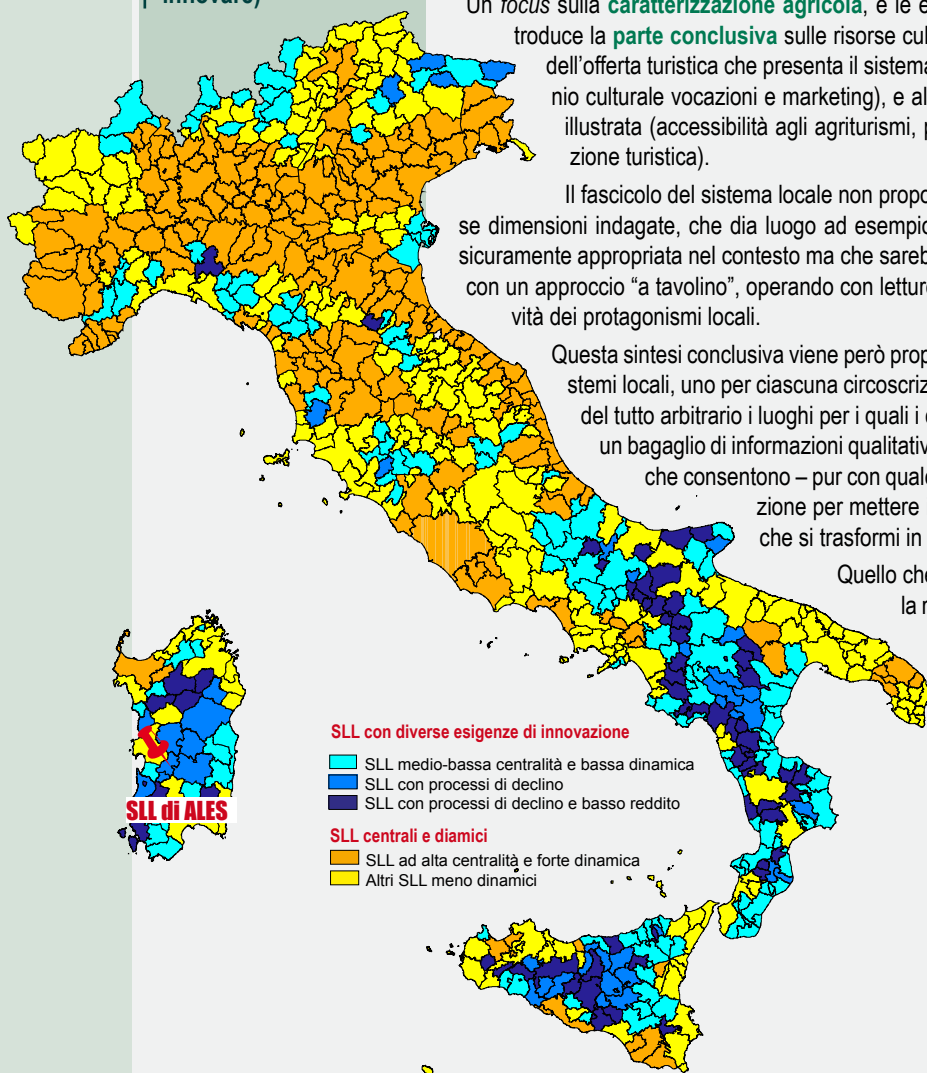 innovare)
Un focus sulla caratterizzazione agricola, e le e
troduce la parte conclusiva sulle risorse cul
dell'offerta turistica che presenta il sistema
nio culturale vocazioni e marketing), e al
illustrata (accessibilità agli agriturismi, p
zione turistica).
Il fascicolo del sistema locale non propo
se dimensioni indagate, che dia luogo ad esempio
sicuramente appropriata nel contesto ma che sareb
con un approccio "a tavolino", operando con letture
vità dei protagonismi locali.
Questa sintesi conclusiva viene però prop
stemi locali, uno per ciascuna circoscriz
del tutto arbitrario i luoghi per i quali i
un bagaglio di informazioni qualitativ
che consentono – pur con qualc
zione per mettere
che si trasformi in
Quello che
la
SLL con diverse esigenze di innovazione
SLL medio-bassa centralità e bassa dinamica
SLL con processi di declino
SLL con processi di declino e basso reddito
SLL centrali e diamici
SLL ad alta centralità e forte dinamica
Altri SLL meno dinamici
SLL di ALES